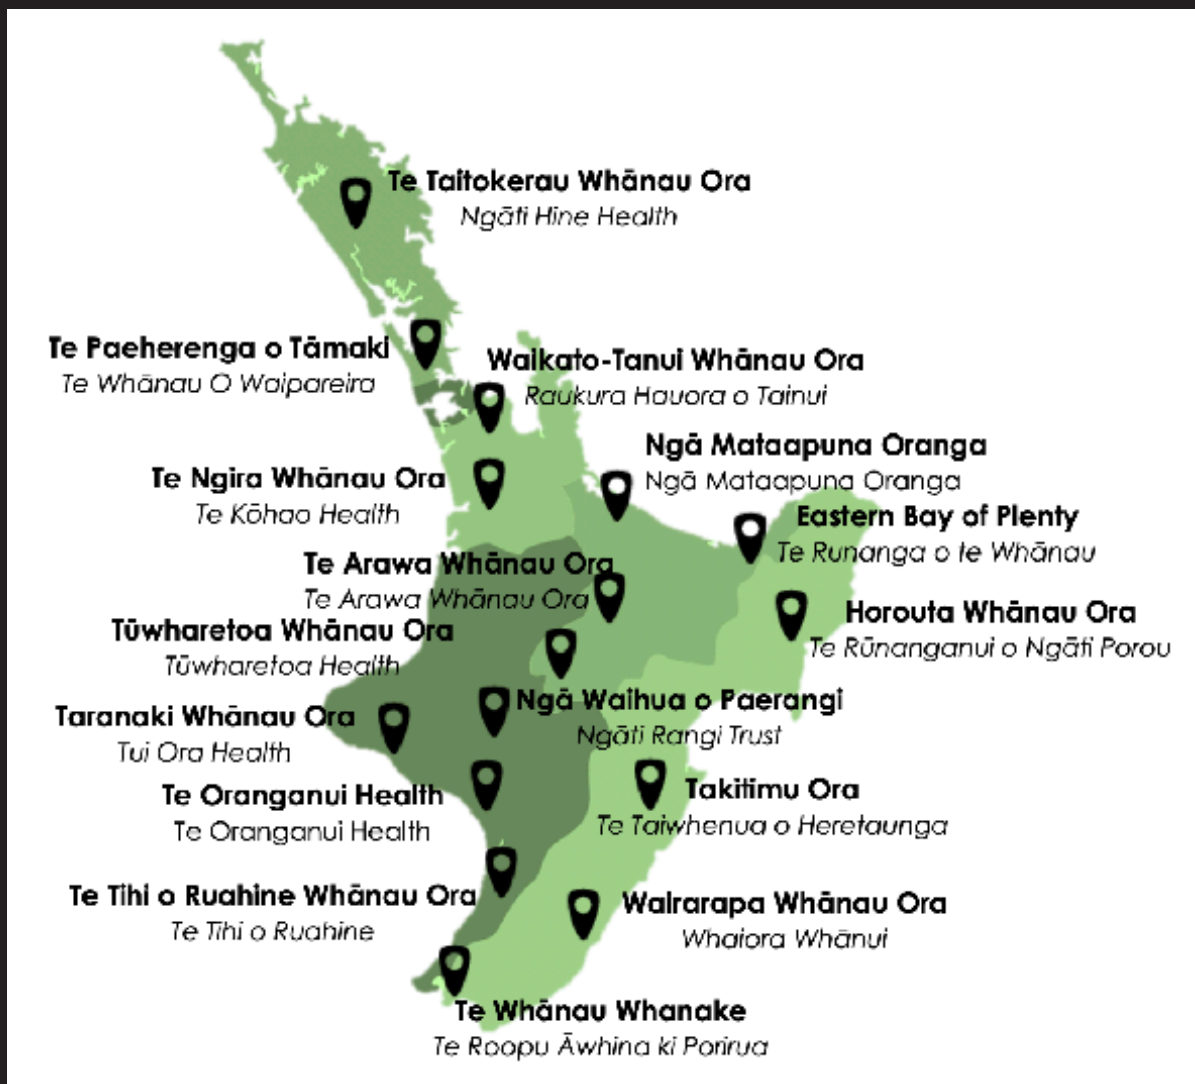 Te Taitokerau Whānau Ora
Ngāti Hine Health
Te Paeherenga o Tāmaki
Te Whānau O Waipareira
Waikato-Tanui Whānau Ora
Raukura Hauora o Tainui
Ngā Mataapuna Oranga
Ngā Mataapuna Oranga
Te Ngira Whānau Ora
Te Kōhao Health
Eastern Bay of Plenty
Te Runanga o te Whānau
Te Arawa Whānau Ora
Te Arawa Whānau Ora
Horouta Whānau Ora
Te Rūnanganui o Ngāti Porou
Tūwharetoa Whānau Ora
Tūwharetoa Health
Ngā Waihua o Paerangi
Ngāti Rangi Trust
Taranaki Whānau Ora
Tui Ora Health
Te Oranganui Health
Te Oranganui Health
Takitimu Ora
Te Taiwhenua o Heretaunga
Te Tihi o Ruahine Whānau Ora
Te Tihi o Ruahine
Wairarapa Whānau Ora
Whaiora Whānui
Te Whānau Whanake
Te Roopu Āwhina ki Porirua